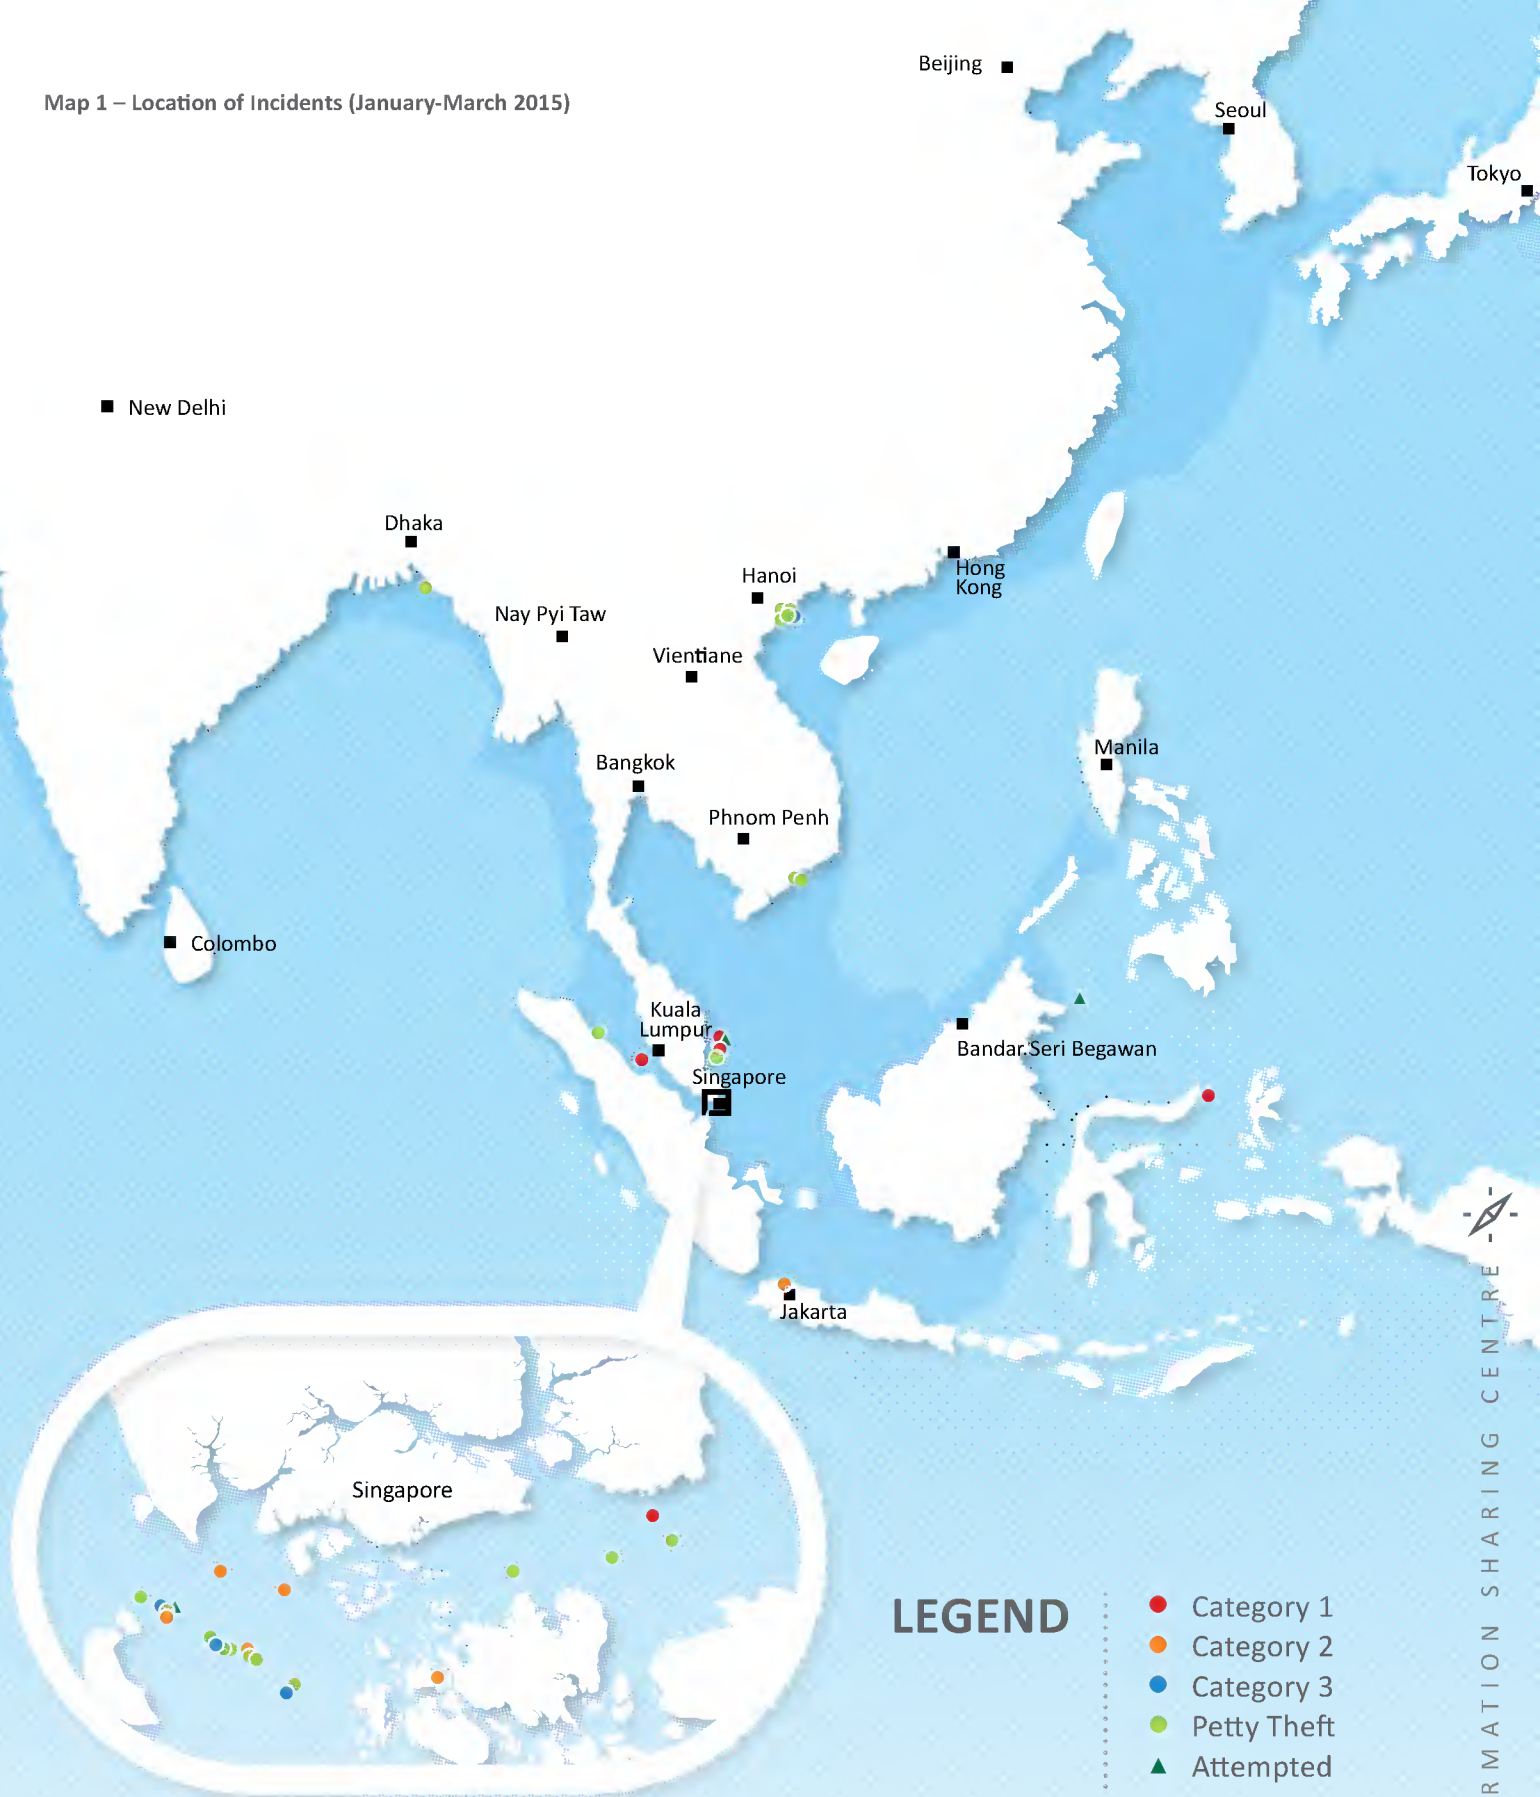 Map 1 – Location of Incidents (January-March 2015)
Beijing
Seoul
Tokyo
New Delhi
Dhaka
Hanoi
Hong
Kong
Nay Pyi Taw
Vientiane
Bangkok
Manila
Phnom Penh
Colombo
Kuala
Lumpur
Bandar Seri Begawan
Singapore
Jakarta
Singapore
LEGEND
Category 1
Category 2
Category 3
Petty Theft
Attempted
RMATION SHARING CENTRE